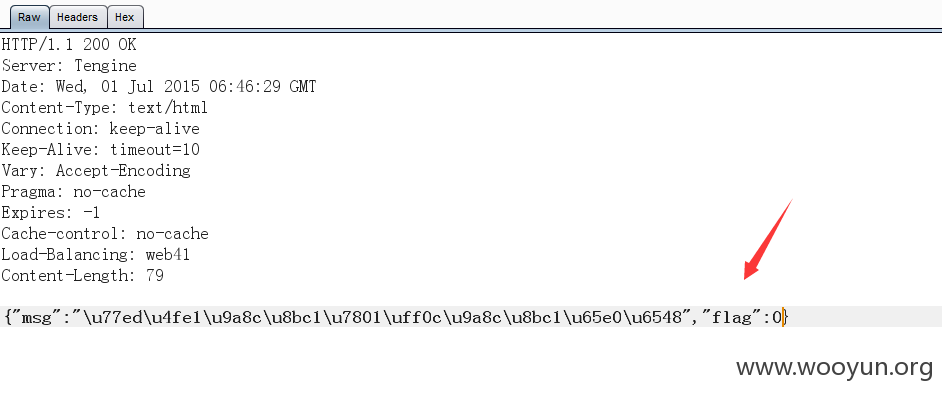 Raw Headers Hex
HTTP/1.1 200 OK
Server: Tengine
Date: Wed, 01 Jul 2015 06:46:29 GMT
Content-Type: text/html
Connection: keep-alive
Keep-Alive: timeout=10
Vary: Accept-Encoding
Pragma: no-cache
Expires: -1
Cache-control: no-cache
Load-Balancing: web41
Content-Length: 79
{"msg":"\u77ed\u4fe1\u9a8c\u8bc1\u7801\uff0c\u9a8c\u8bc1\u65e0\u6548","flag":0}
www.wooyun.org